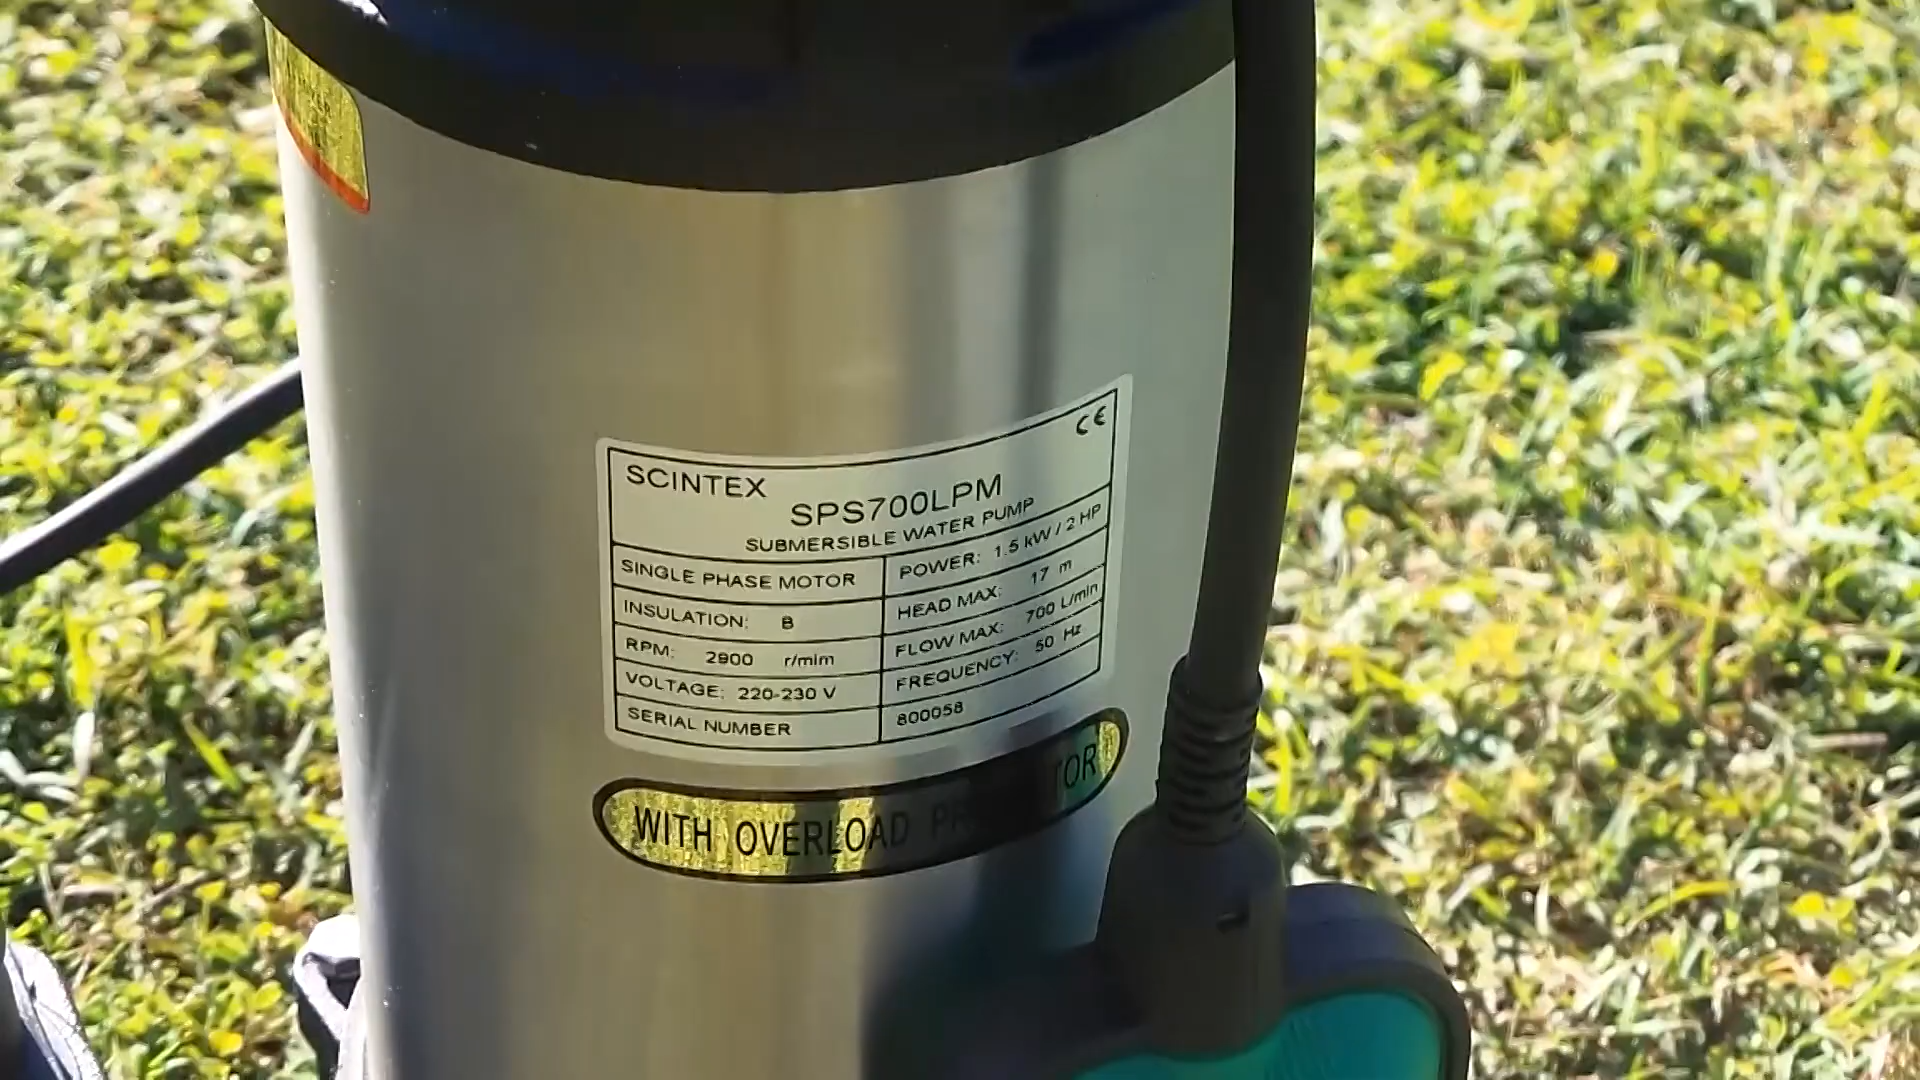 CE
SCINTEX
SPS700LPM
SUBMERSIBLE WATER PUMP
SINGLE PHASE MOTOR POWER: 1.5 kW / 2 HP
INSULATION: B HEAD MAX: 17 m
RPM: 2900 r/mim FLOW MAX: 700 L/min
VOLTAGE: 220-230 V FREQUENCY: 50 Hz
SERIAL NUMBER 800058
WITH OVERLOAD